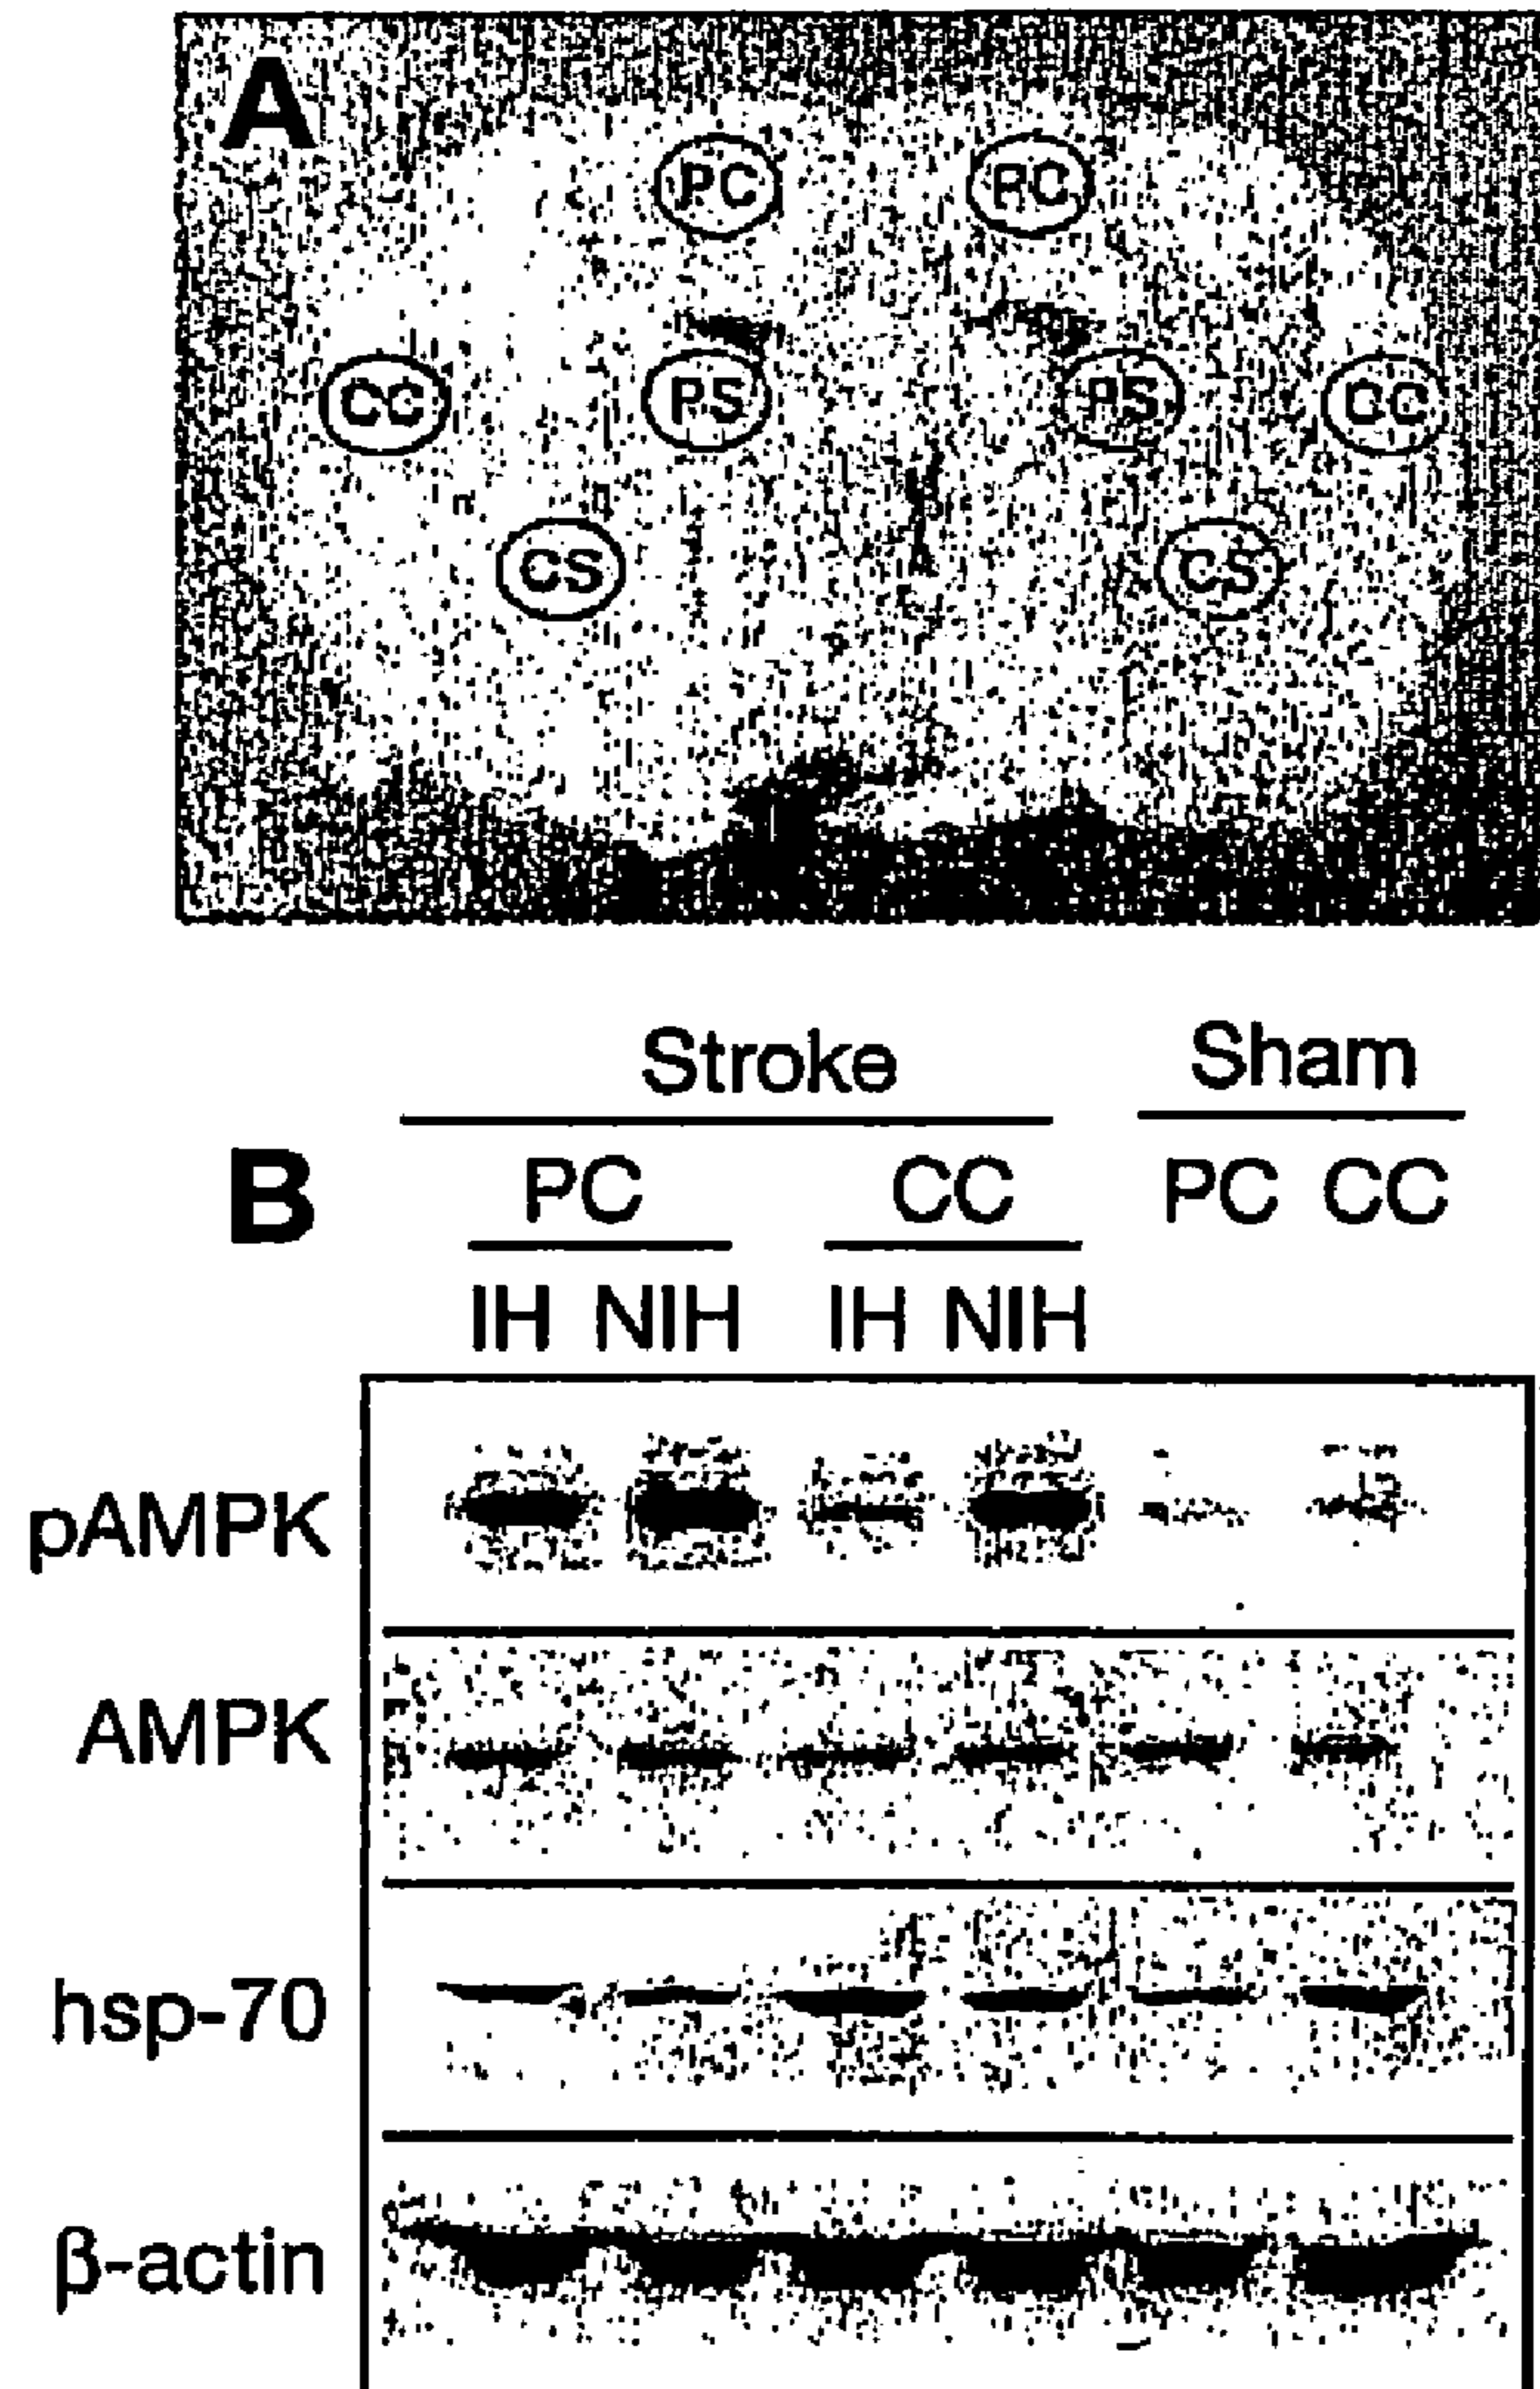 A
PC PC
CC PS PS CC
CS CS
Stroke Sham
B PC CC PC CC
IH NIH IH NIH
pAMPK
AMPK
hsp-70
β-actin